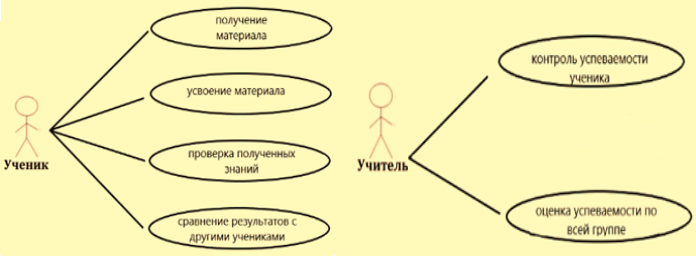 получение
материала
усвоение материала
Ученик
проверка полученных
знаний
сравнение результатов с
другими учениками
контроль успеваемости
ученика
Учитель
оценка успеваемости по
всей группе